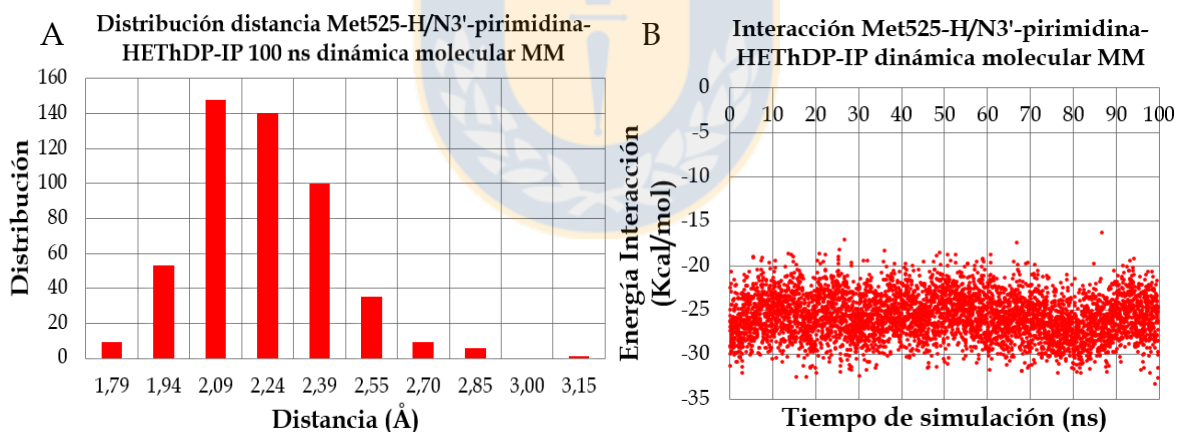 A
Distribución distancia Met525-H/N3'-pirimidina-
HEThDP-IP 100 ns dinámica molecular MM
Distribución
160
140
120
100
80
60
40
20
0
1,79 1,94 2,09 2,24 2,39 2,55 2,70 2,85 3,00 3,15
Distancia (Å)
B
Interacción Met525-H/N3'-pirimidina-
HEThDP-IP dinámica molecular MM
Energía Interacción
(Kcal/mol)
0
0 10 20 30 40 50 60 70 80 90 100
-5
-10
-15
-20
-25
-30
-35
Tiempo de simulación (ns)